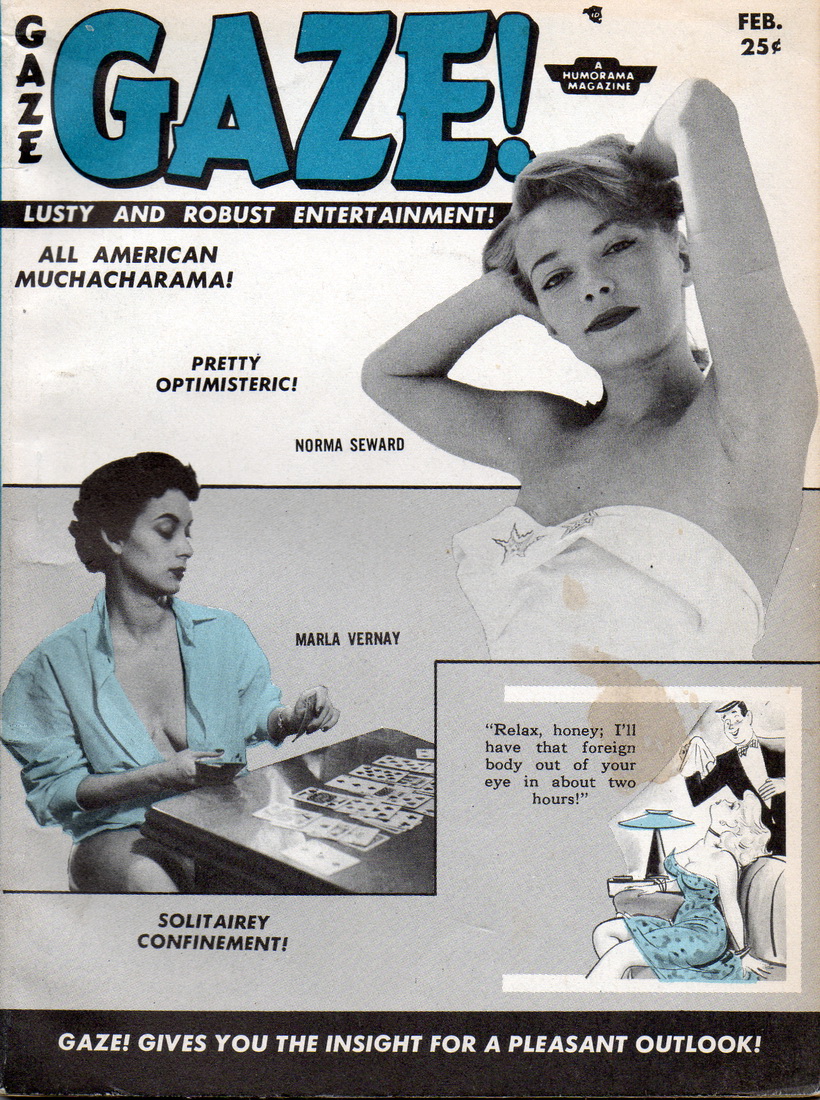 GAZE
GAZE!
FEB.
25¢
A
HUMORAMA
MAGAZINE
LUSTY AND ROBUST ENTERTAINMENT!
ALL AMERICAN
MUCHACHARAMA!
PRETTY
OPTIMISTERIC!
NORMA SEWARD
MARLA VERNAY
"Relax, honey; I'll
have that foreign
body out of your
eye in about two
hours!"
SOLITAIREY
CONFINEMENT!
GAZE! GIVES YOU THE INSIGHT FOR A PLEASANT OUTLOOK!